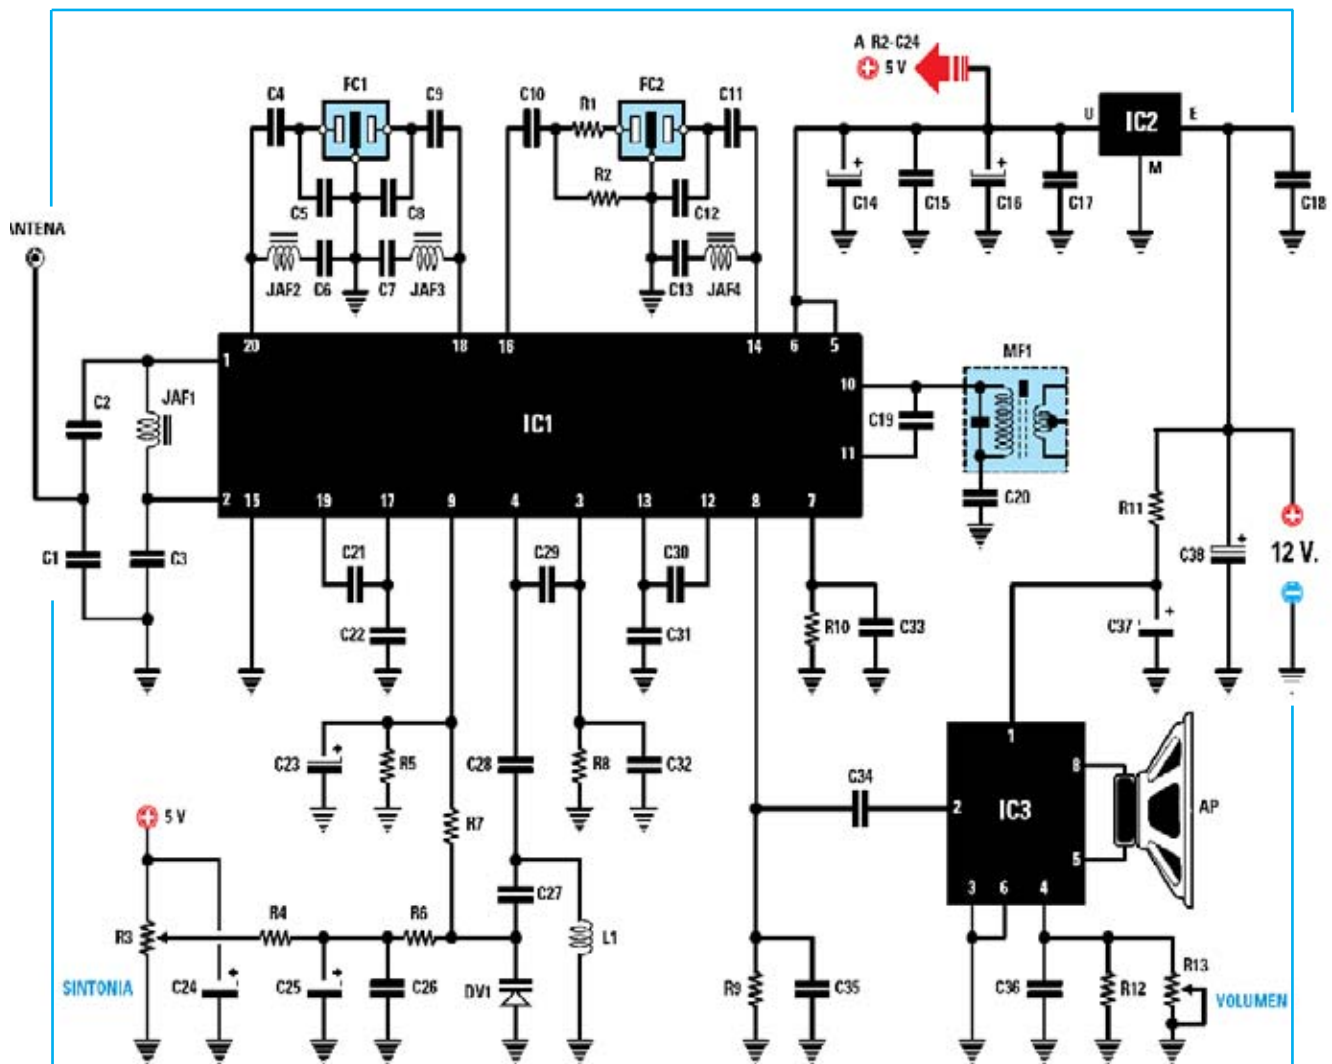 A R2-C24
5 V
FC1
FC2
C4
C9
C10
R1
C11
U
IC2
E
R2
M
C5
C8
C12
C14
C15
C16
C17
C18
ANTENA
JAF2
C6
C7
JAF3
C13
JAF4
20
18
16
14
6
5
1
MF1
10
C2
JAF1
IC1
C19
11
2
15
19
17
9
4
3
13
12
8
7
C20
R11
C1
C3
C21
C29
C30
C38
12 V.
C22
C31
R10
C33
C37
C23
R5
C28
R8
C32
1
8
C34
2
IC3
AP
5 V
R7
5
C27
3
6
4
R3
R4
R6
L1
SINTONIA
C24
C25
C26
DV1
R9
C35
C36
R12
R13
VOLUMEN